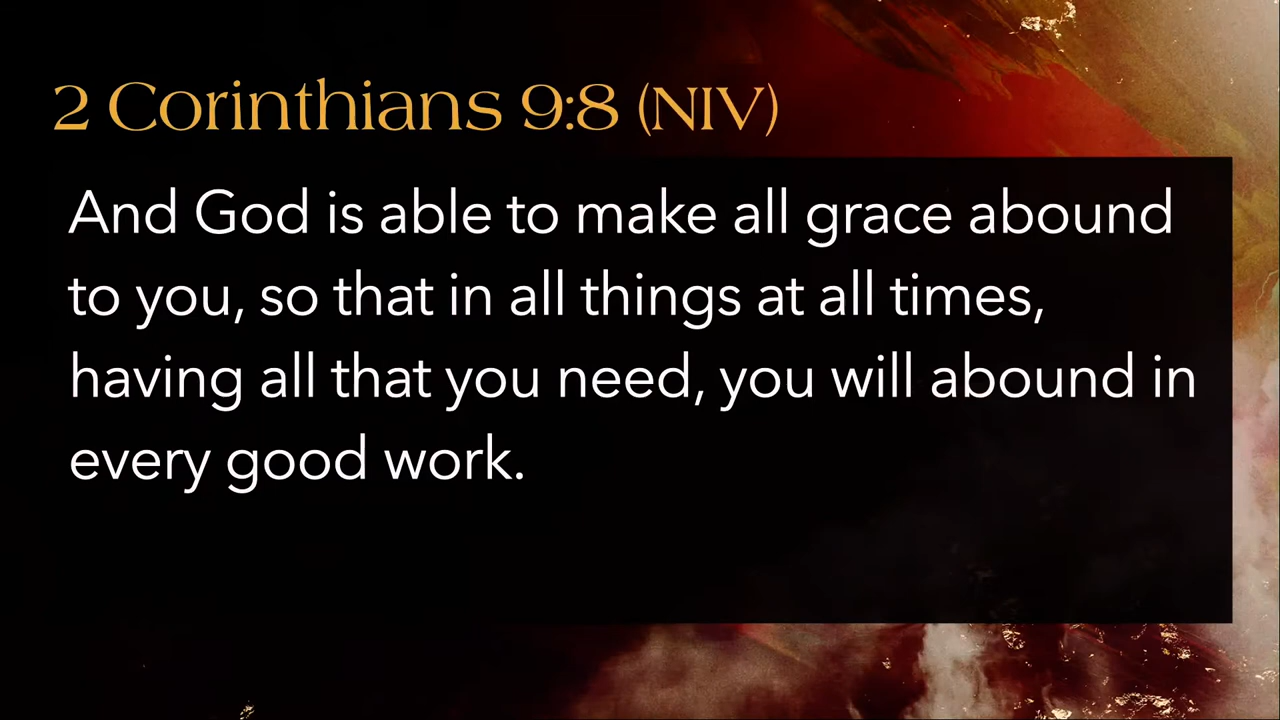 2 Corinthians 9:8 (NIV)
And God is able to make all grace abound
to you, so that in all things at all times,
having all that you need, you will abound in
every good work.